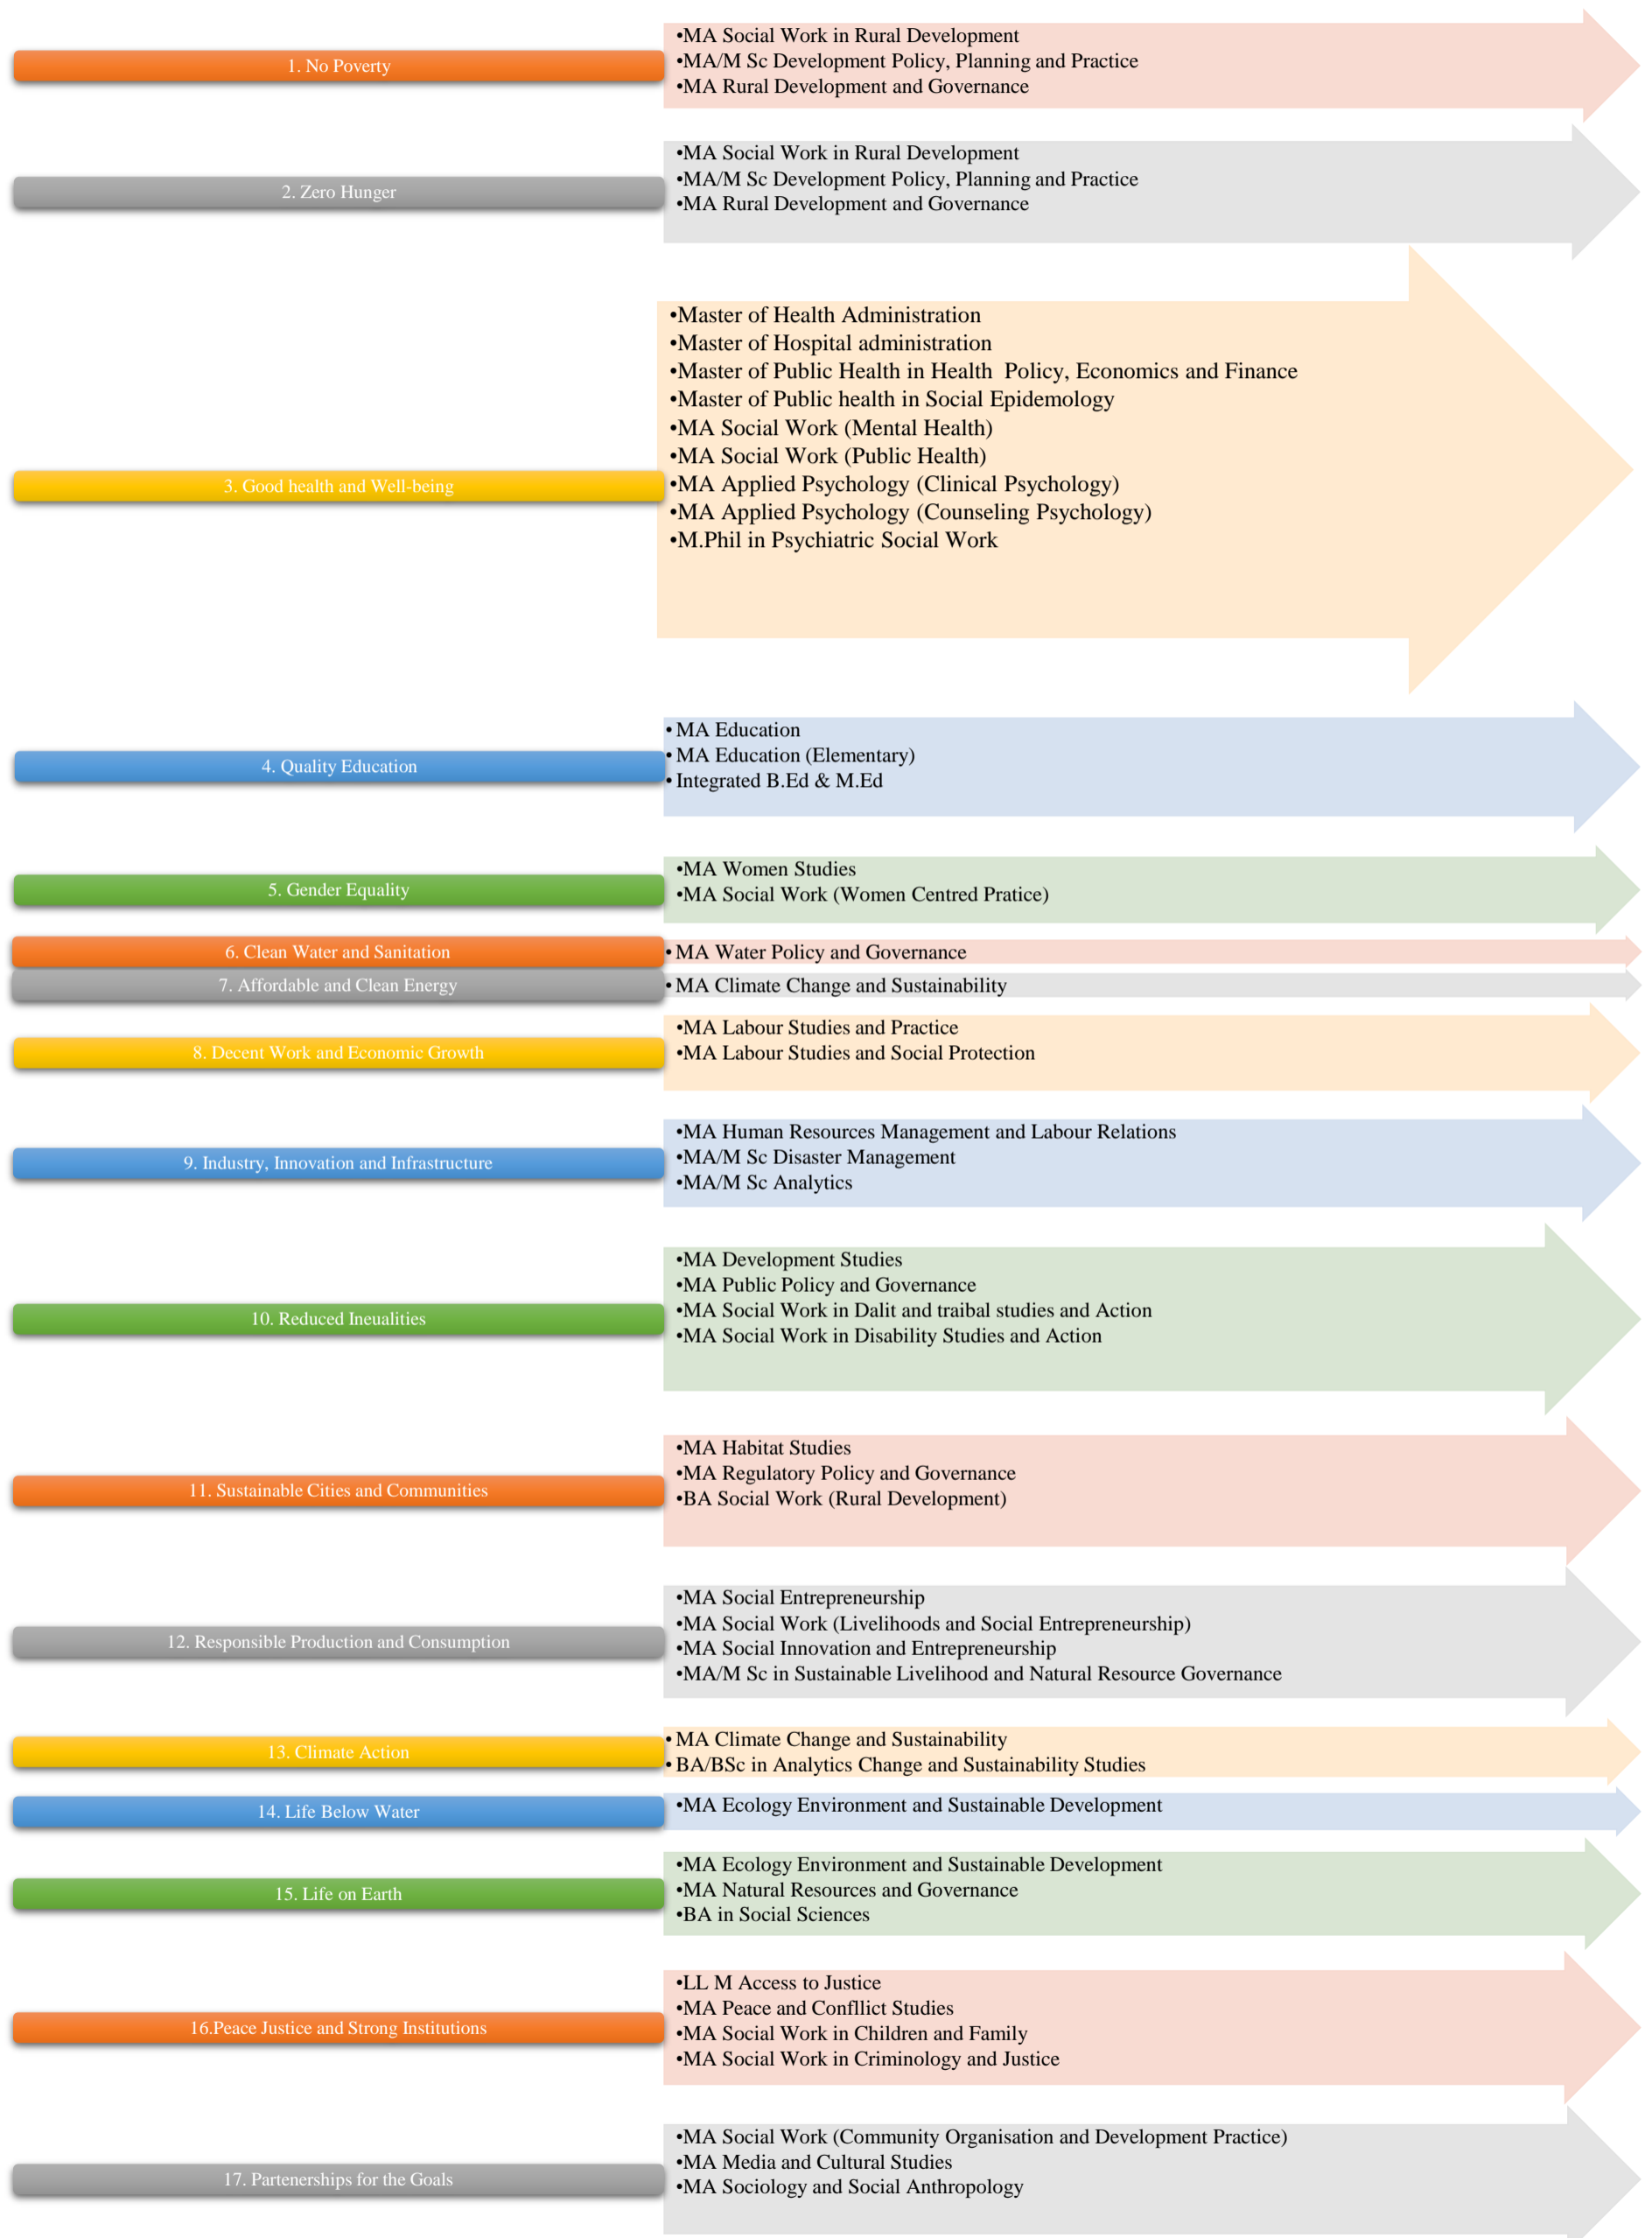 1. No Poverty
•MA Social Work in Rural Development
•MA/M Sc Development Policy, Planning and Practice
•MA Rural Development and Governance
2. Zero Hunger
•MA Social Work in Rural Development
•MA/M Sc Development Policy, Planning and Practice
•MA Rural Development and Governance
3. Good health and Well-being
•Master of Health Administration
•Master of Hospital administration
•Master of Public Health in Health  Policy, Economics and Finance
•Master of Public health in Social Epidemology
•MA Social Work (Mental Health)
•MA Social Work (Public Health)
•MA Applied Psychology (Clinical Psychology)
•MA Applied Psychology (Counseling Psychology)
•M.Phil in Psychiatric Social Work
4. Quality Education
• MA Education
• MA Education (Elementary)
• Integrated B.Ed & M.Ed
5. Gender Equality
•MA Women Studies
•MA Social Work (Women Centred Pratice)
6. Clean Water and Sanitation
• MA Water Policy and Governance
7. Affordable and Clean Energy
• MA Climate Change and Sustainability
8. Decent Work and Economic Growth
•MA Labour Studies and Practice
•MA Labour Studies and Social Protection
9. Industry, Innovation and Infrastructure
•MA Human Resources Management and Labour Relations
•MA/M Sc Disaster Management
•MA/M Sc Analytics
10. Reduced Ineualities
•MA Development Studies
•MA Public Policy and Governance
•MA Social Work in Dalit and traibal studies and Action
•MA Social Work in Disability Studies and Action
11. Sustainable Cities and Communities
•MA Habitat Studies
•MA Regulatory Policy and Governance
•BA Social Work (Rural Development)
12. Responsible Production and Consumption
•MA Social Entrepreneurship
•MA Social Work (Livelihoods and Social Entrepreneurship)
•MA Social Innovation and Entrepreneurship
•MA/M Sc in Sustainable Livelihood and Natural Resource Governance
13. Climate Action
• MA Climate Change and Sustainability
• BA/BSc in Analytics Change and Sustainability Studies
14. Life Below Water
•MA Ecology Environment and Sustainable Development
15. Life on Earth
•MA Ecology Environment and Sustainable Development
•MA Natural Resources and Governance
•BA in Social Sciences
16.Peace Justice and Strong Institutions
•LL M Access to Justice
•MA Peace and Confllict Studies
•MA Social Work in Children and Family
•MA Social Work in Criminology and Justice
17. Partenerships for the Goals
•MA Social Work (Community Organisation and Development Practice)
•MA Media and Cultural Studies
•MA Sociology and Social Anthropology